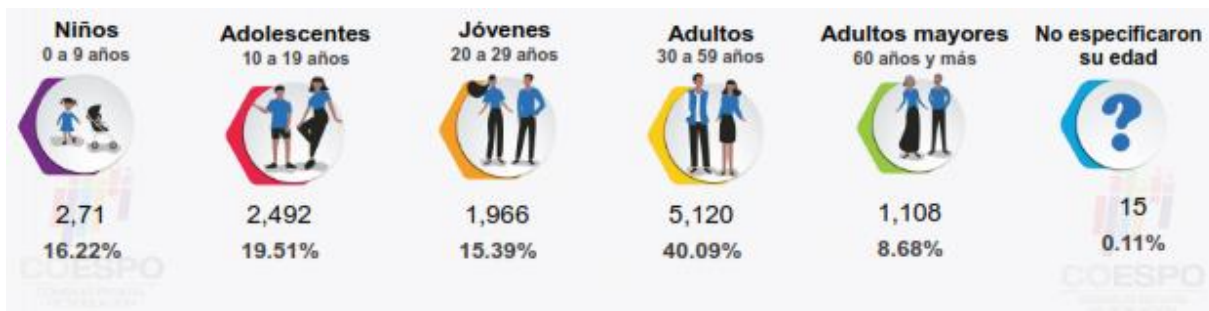 Niños
0 a 9 años
2,71
16.22%
Adolescentes
10 a 19 años
2,492
19.51%
Jóvenes
20 a 29 años
1,966
15.39%
Adultos
30 a 59 años
5,120
40.09%
Adultos mayores
60 años y más
1,108
8.68%
No especificaron
su edad
?
15
0.11%
COESPO
COESPO